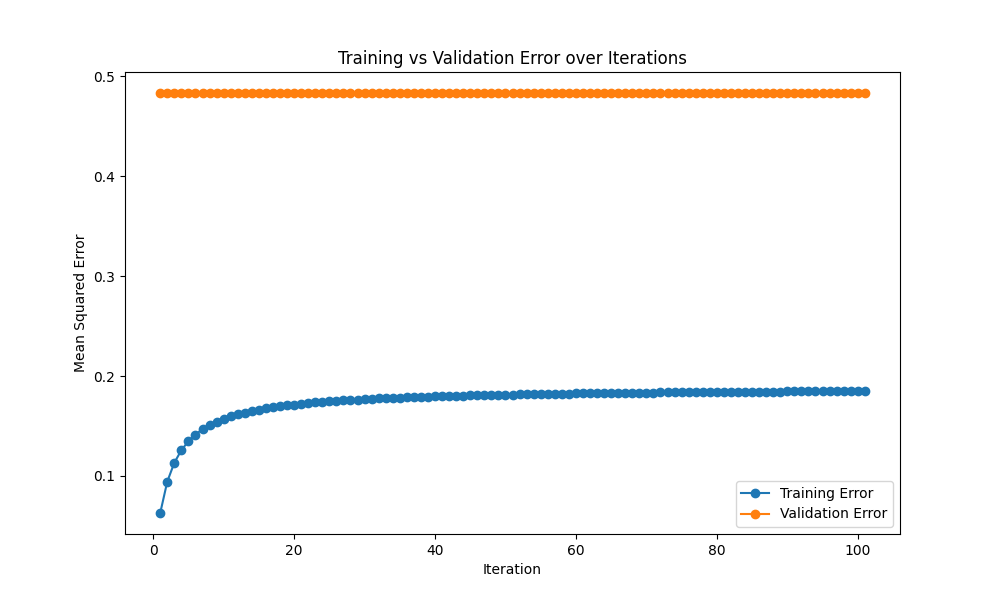 Training vs Validation Error over Iterations
0.5
0.4
0.3
0.2
0.1
Mean Squared Error
0
20
40
60
80
100
Iteration
Training Error
Validation Error